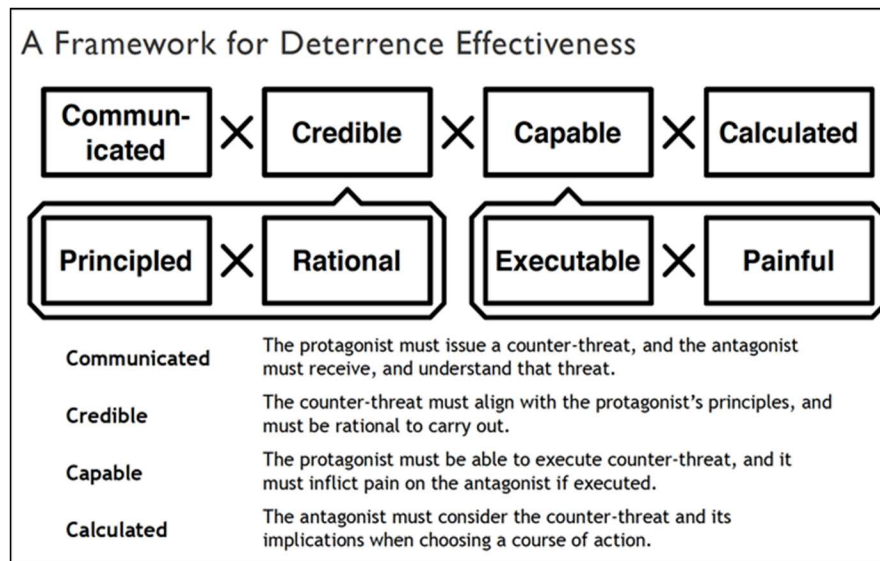 A Framework for Deterrence Effectiveness
Commun-
icated
X
Credible
X
Capable
X
Calculated
Principled
X
Rational
Executable
X
Painful
Communicated
The protagonist must issue a counter-threat, and the antagonist
must receive, and understand that threat.
Credible
The counter-threat must align with the protagonist's principles, and
must be rational to carry out.
Capable
The protagonist must be able to execute counter-threat, and it
must inflict pain on the antagonist if executed.
Calculated
The antagonist must consider the counter-threat and its
implications when choosing a course of action.